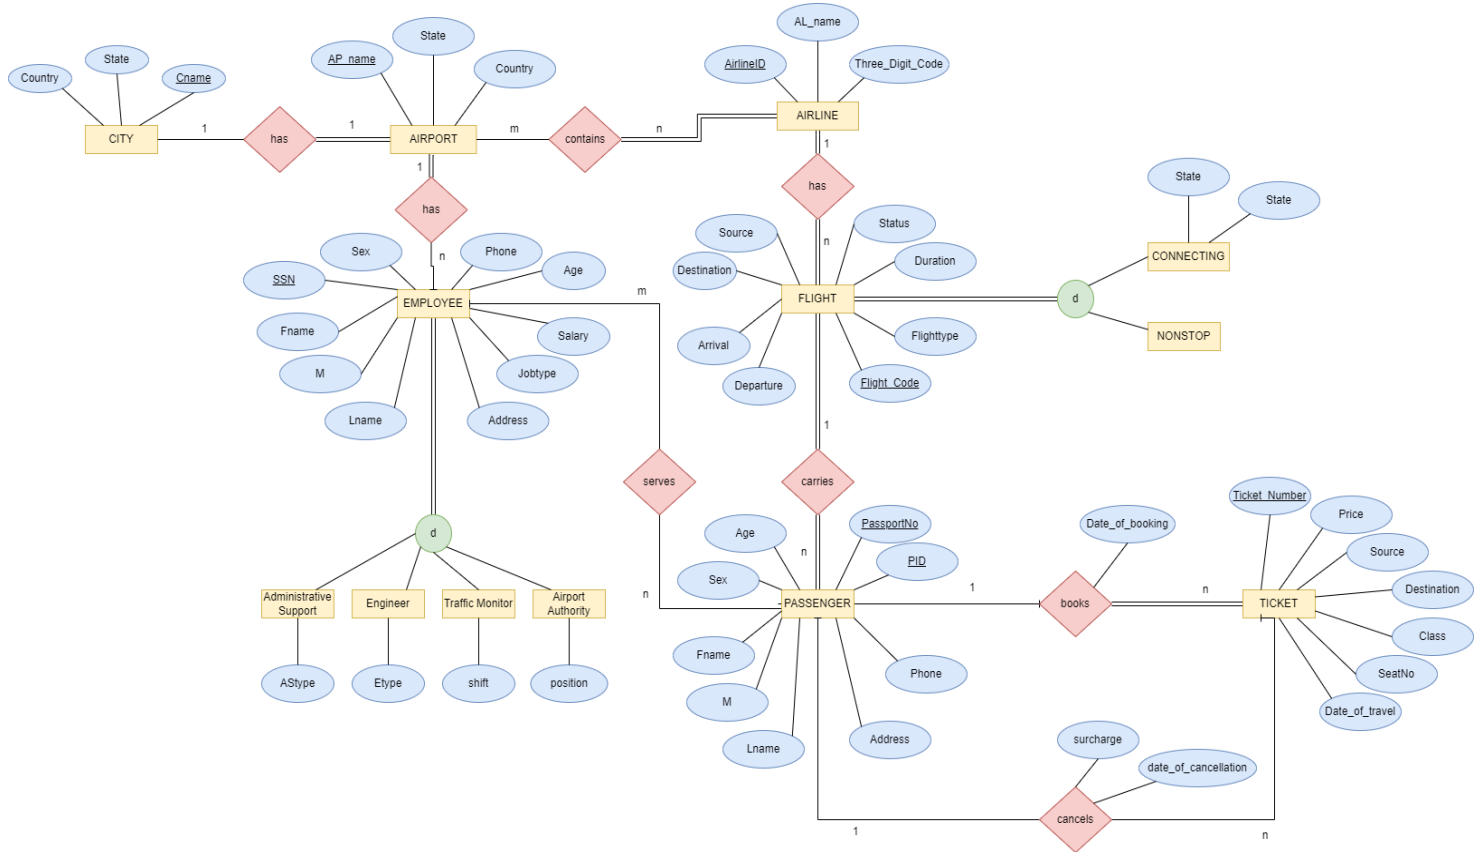 AL_name
State
AP_name
Country
State
Country
Cname
AirlineID
Three_Digit_Code
CITY
1
has
1
AIRPORT
m
contains
n
AIRLINE
1
1
has
has
State
State
Source
Status
n
Sex
Phone
n
CONNECTING
SSN
Age
Destination
Duration
EMPLOYEE
m
FLIGHT
d
Fname
Salary
Arrival
Flighttype
NONSTOP
M
Jobtype
Departure
Flight_Code
Lname
Address
1
serves
carries
Ticket_Number
Price
d
Age
PassportNo
Date_of_booking
n
Source
Sex
PID
Destination
Administrative
Support
Engineer
Traffic Monitor
Airport
Authority
n
PASSENGER
1
books
n
TICKET
Class
Fname
Phone
SeatNo
AStype
Etype
shift
position
M
Date_of_travel
Lname
Address
surcharge
date_of_cancellation
1
cancels
n